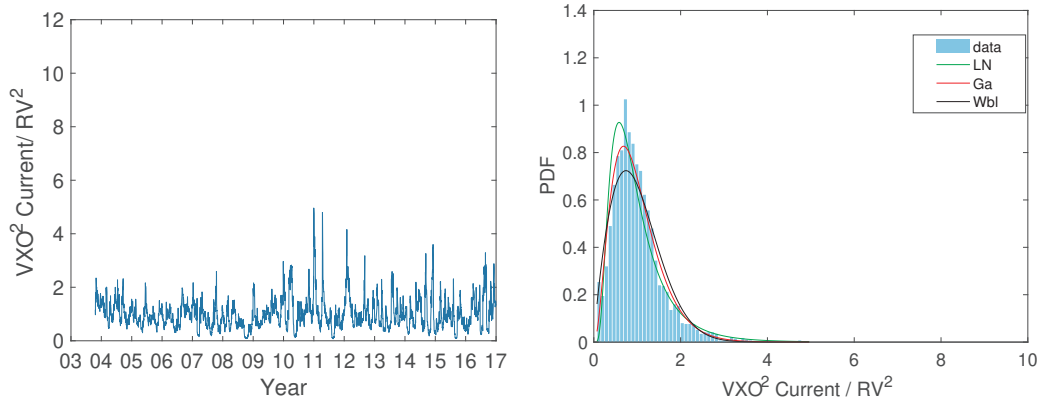 12
10
8
6
4
2
0
VXO² Current/ RV²
03 04 05 06 07 08 09 10 11 12 13 14 15 16 17
Year
1.4
1.2
1
0.8
0.6
0.4
0.2
0
PDF
data
LN
Ga
Wbl
0 2 4 6 8 10
VXO² Current / RV²